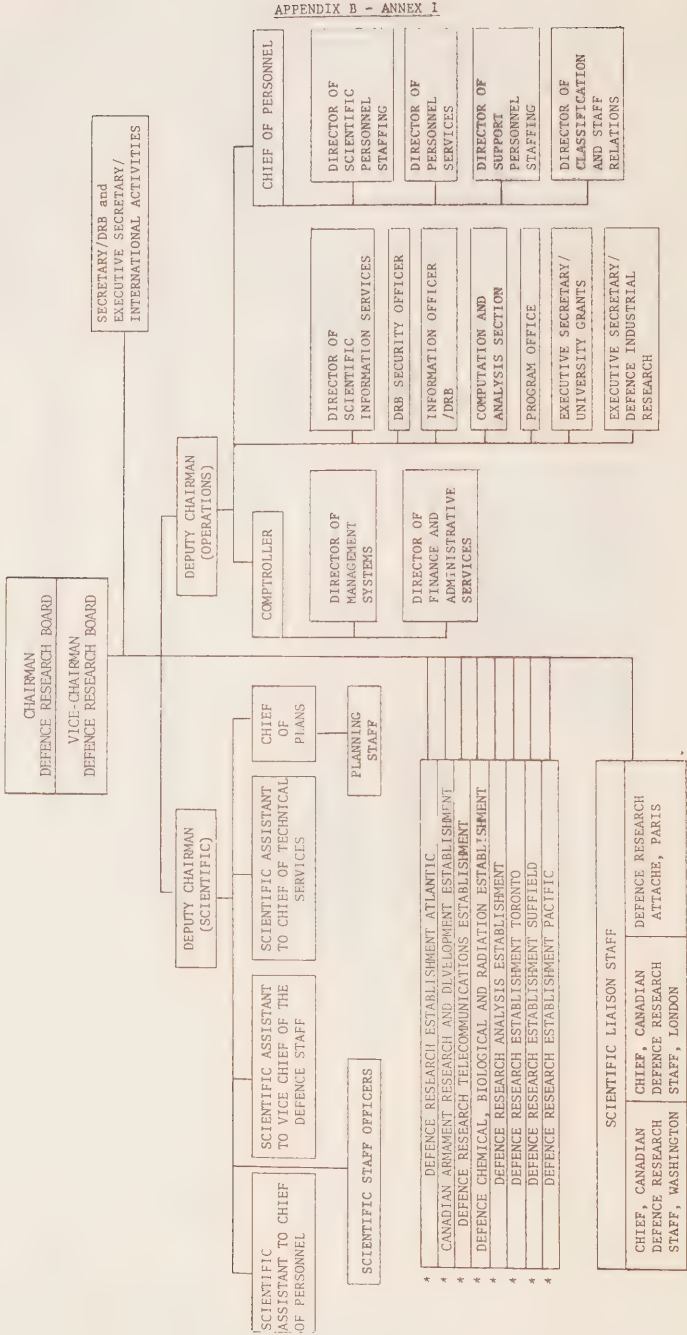 APPENDIX B - ANNEX I
CHAIRMAN
DEFENCE RESEARCH BOARD
VICE-CHAIRMAN
DEFENCE RESEARCH BOARD
SECRETARY/DRB and
EXECUTIVE SECRETARY/
INTERNATIONAL ACTIVITIES
DEPUTY CHAIRMAN
(SCIENTIFIC)
DEPUTY CHAIRMAN
(OPERATIONS)
SCIENTIFIC
ASSISTANT TO CHIEF
OF PERSONNEL
SCIENTIFIC ASSISTANT
TO VICE CHIEF OF THE
DEFENCE STAFF
SCIENTIFIC ASSISTANT
TO CHIEF OF TECHNICAL
SERVICES
CHIEF
OF
PLANS
SCIENTIFIC STAFF OFFICERS
PLANNING
STAFF
COMPTROLLER
DIRECTOR OF
MANAGEMENT
SYSTEMS
DIRECTOR OF
FINANCE AND
ADMINISTRATIVE
SERVICES
DIRECTOR OF
SCIENTIFIC
INFORMATION SERVICES
DRB SECURITY OFFICER
INFORMATION OFFICER
/DRB
COMPUTATION AND
ANALYSIS SECTION
PROGRAM OFFICE
EXECUTIVE SECRETARY/
UNIVERSITY GRANTS
EXECUTIVE SECRETARY/
DEFENCE INDUSTRIAL
RESEARCH
CHIEF OF PERSONNEL
DIRECTOR OF
SCIENTIFIC
PERSONNEL
STAFFING
DIRECTOR OF
PERSONNEL
SERVICES
DIRECTOR OF
SUPPORT
PERSONNEL
STAFFING
DIRECTOR OF
CLASSIFICATION
AND STAFF
RELATIONS
* DEFENCE RESEARCH ESTABLISHMENT ATLANTIC
* CANADIAN ARMAMENT RESEARCH AND DEVELOPMENT ESTABLISHMENT
* DEFENCE RESEARCH TELECOMMUNICATIONS ESTABLISHMENT
* DEFENCE CHEMICAL, BIOLOGICAL AND RADIATION ESTABLISHMENT
* DEFENCE RESEARCH ANALYSIS ESTABLISHMENT
* DEFENCE RESEARCH ESTABLISHMENT TORONTO
* DEFENCE RESEARCH ESTABLISHMENT SUFFIELD
* DEFENCE RESEARCH ESTABLISHMENT PACIFIC
SCIENTIFIC LIAISON STAFF
CHIEF, CANADIAN
DEFENCE RESEARCH
STAFF, WASHINGTON
CHIEF, CANADIAN
DEFENCE RESEARCH
STAFF, LONDON
DEFENCE RESEARCH
ATTACHE, PARIS